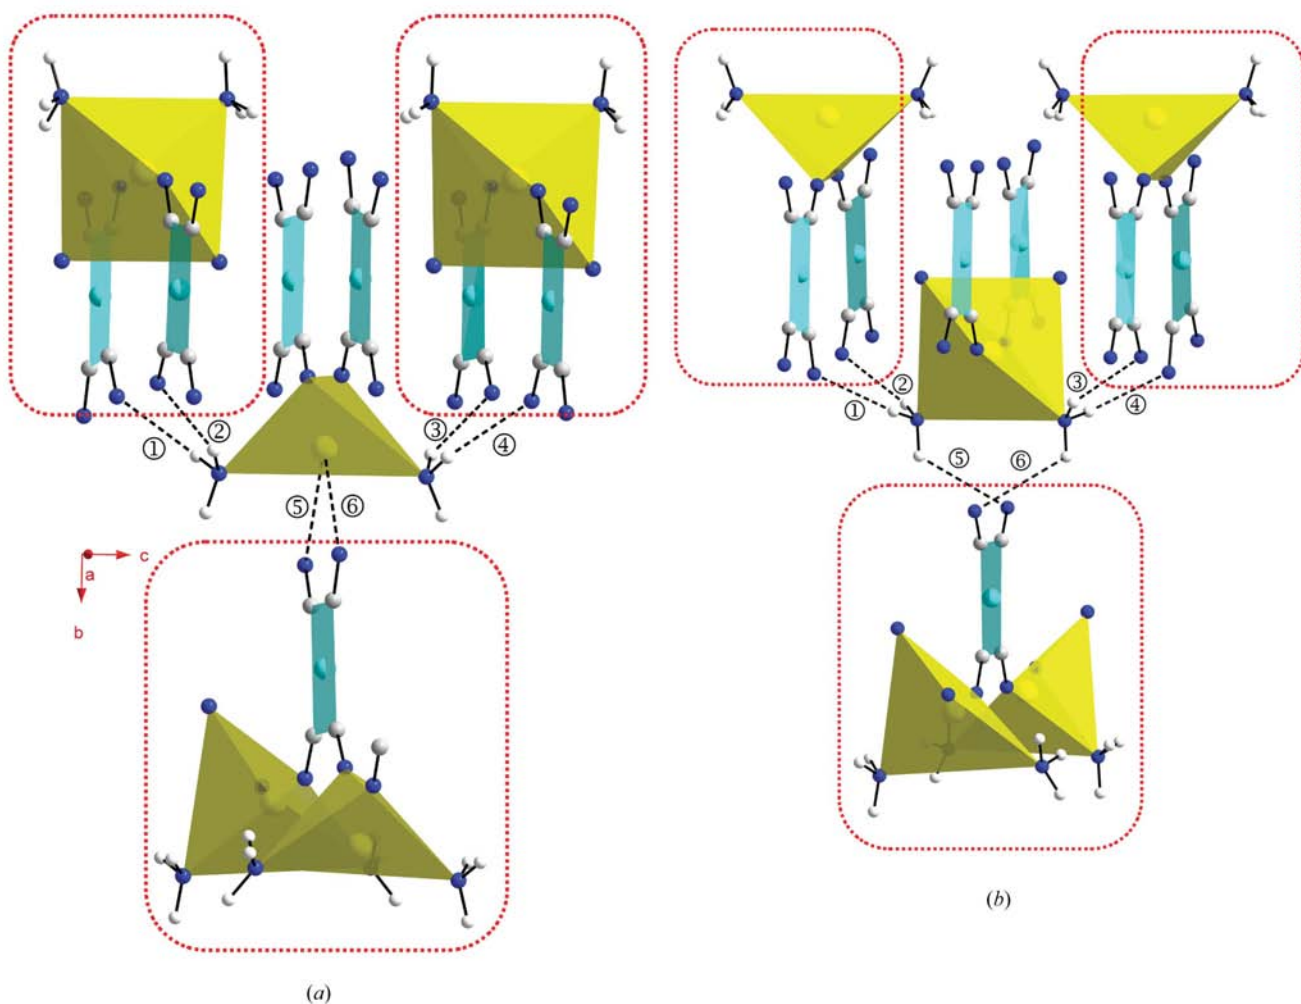 ①
②
③
④
⑤
⑥
c
a
b
(a)
①
②
③
④
⑤
⑥
(b)